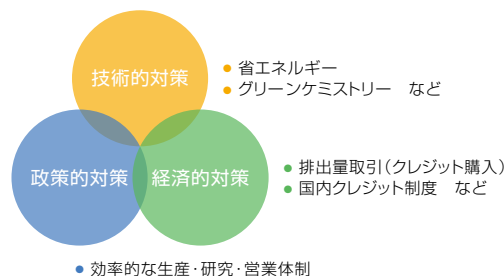 技術的対策
● 省エネルギー
● グリーンケミストリー　など
政策的対策
経済的対策
● 排出量取引（クレジット購入）
● 国内クレジット制度　など
● 効率的な生産・研究・営業体制